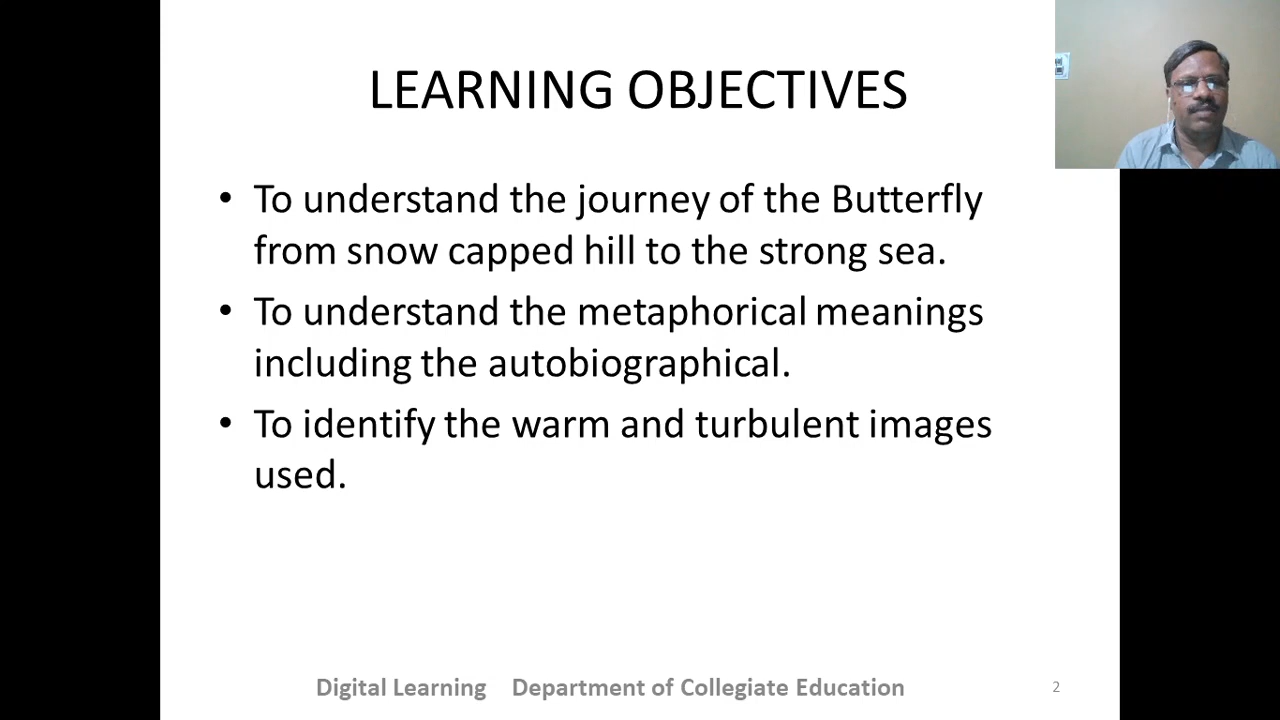 LEARNING OBJECTIVES
• To understand the journey of the Butterfly
from snow capped hill to the strong sea.
• To understand the metaphorical meanings
including the autobiographical.
• To identify the warm and turbulent images
used.
Digital Learning Department of Collegiate Education 2